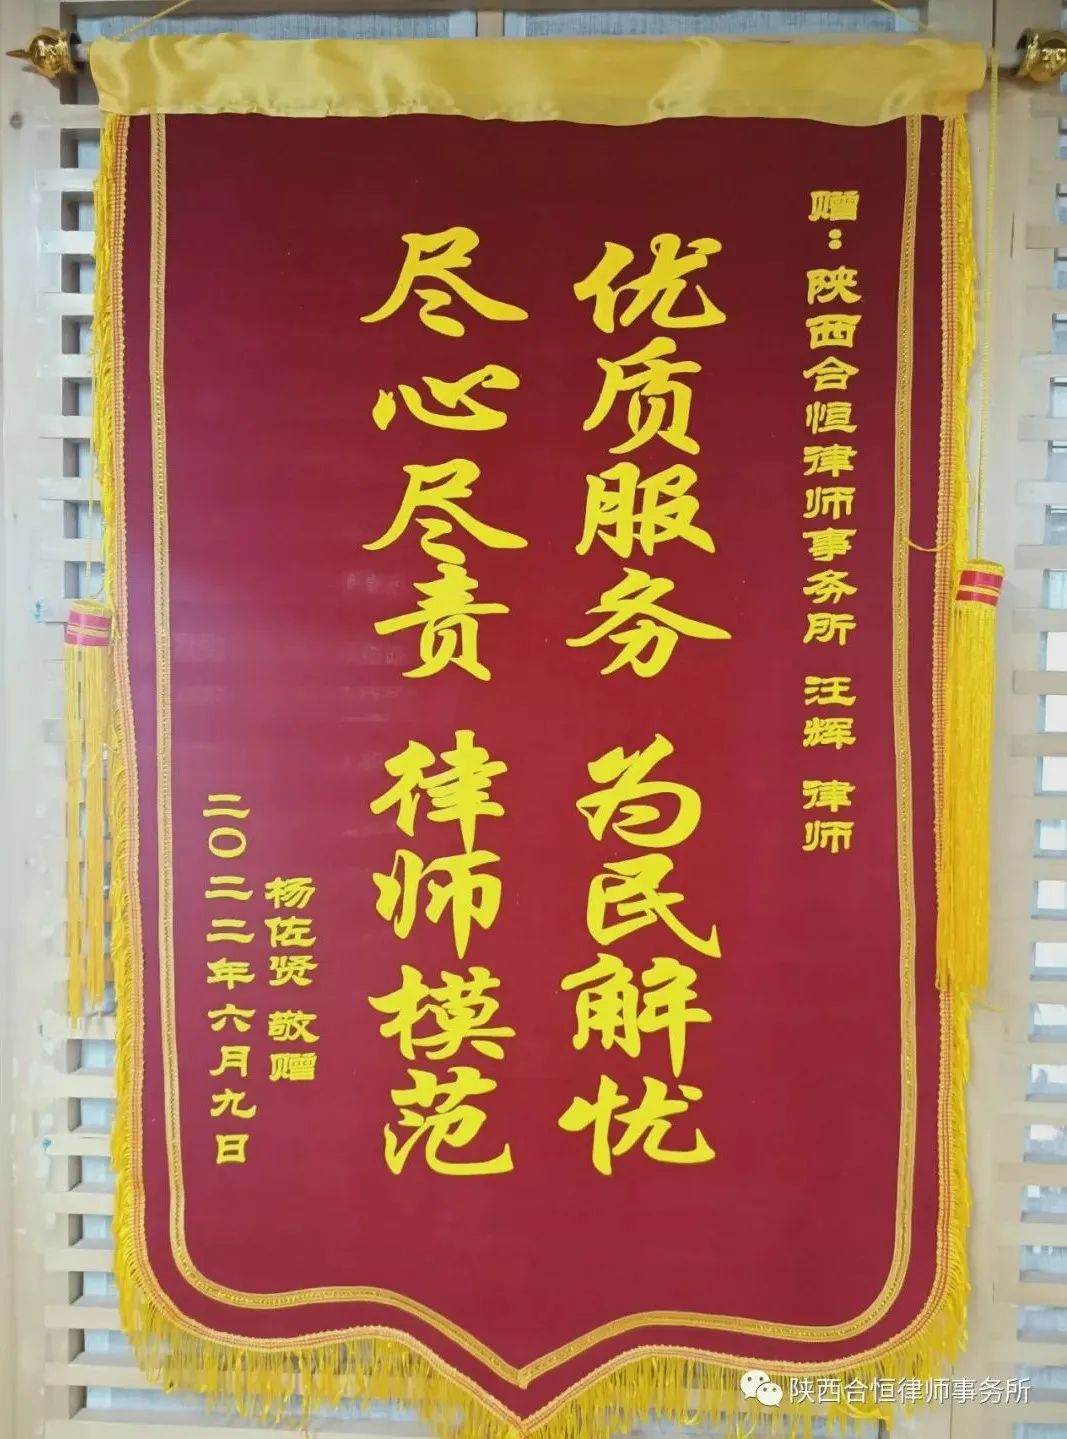 赠：陕西合恒律师事务所 汪辉 律师
优质服务 为民解忧
尽心尽责 律师模范
杨佐贤 敬赠
二〇二二年六月九日
陕西合恒律师事务所